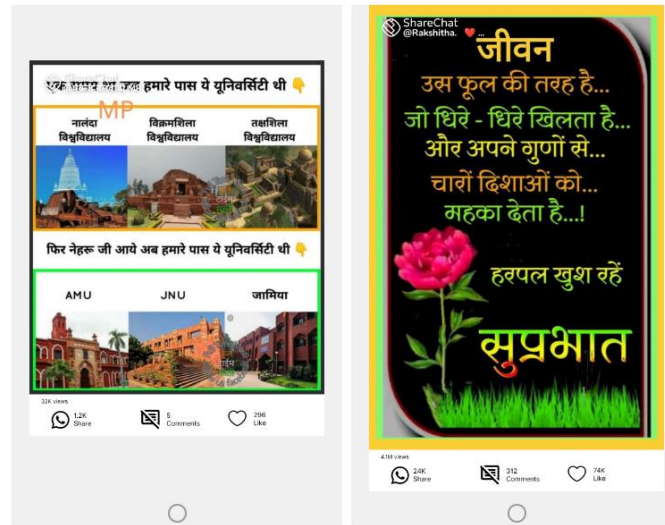 हमारे पास ये यूनिवर्सिटी थी 👇
MP
नालंदा
विश्वविद्यालय
विक्रमशिला
विश्वविद्यालय
तक्षशिला
विश्वविद्यालय
फिर नेहरू जी आये अब हमारे पास ये यूनिवर्सिटी थी 👇
AMU
JNU
जामिया
32K views
1.2K
Share
5
Comments
296
Like
ShareChat
@Rakshitha. ❤️ ...
जीवन
उस फूल की तरह है...
जो धिरे - धिरे खिलता है...
और अपने गुणों से...
चारों दिशाओं को...
महका देता है...!
हरपल खुश रहें
सुप्रभात
4.1M views
24K
Share
312
Comments
74K
Like